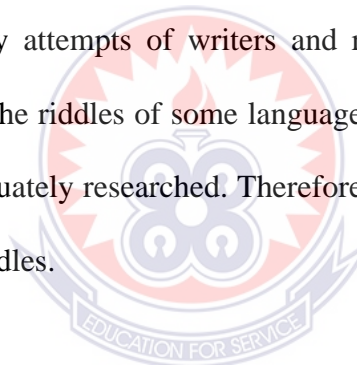 y attempts of writers and r
he riddles of some language
uately researched. Therefore
dles.
EDUCATION FOR SERVICE